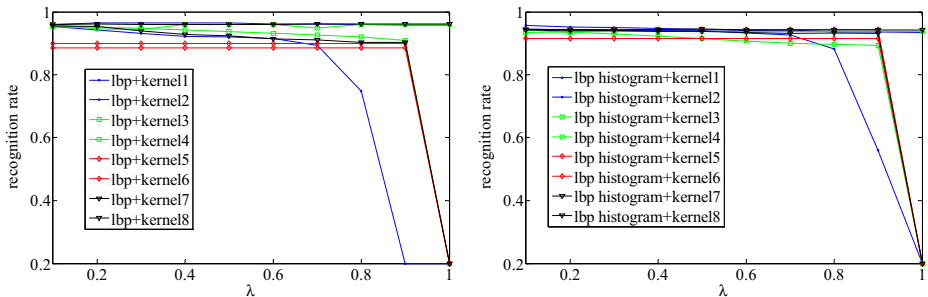 1
0.8
0.6
0.4
0.2
recognition rate
lbp+kernel1
lbp+kernel2
lbp+kernel3
lbp+kernel4
lbp+kernel5
lbp+kernel6
lbp+kernel7
lbp+kernel8
0.2 0.4 0.6 0.8 1
λ
1
0.8
0.6
0.4
0.2
recognition rate
lbp histogram+kernel1
lbp histogram+kernel2
lbp histogram+kernel3
lbp histogram+kernel4
lbp histogram+kernel5
lbp histogram+kernel6
lbp histogram+kernel7
lbp histogram+kernel8
0.2 0.4 0.6 0.8 1
λ